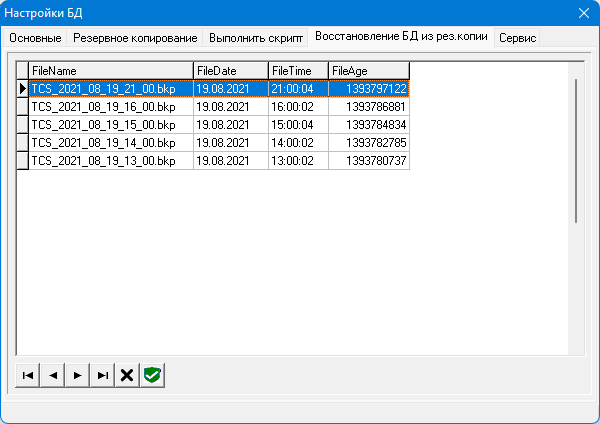 Настройки БД
Основные Резервное копирование Выполнить скрипт Восстановление БД из рез.копии Сервис
FileName FileDate FileTime FileAge
TCS_2021_08_19_21_00.bkp 19.08.2021 21:00:04 1393797122
TCS_2021_08_19_16_00.bkp 19.08.2021 16:00:02 1393786881
TCS_2021_08_19_15_00.bkp 19.08.2021 15:00:04 1393784834
TCS_2021_08_19_14_00.bkp 19.08.2021 14:00:02 1393782785
TCS_2021_08_19_13_00.bkp 19.08.2021 13:00:02 1393780737